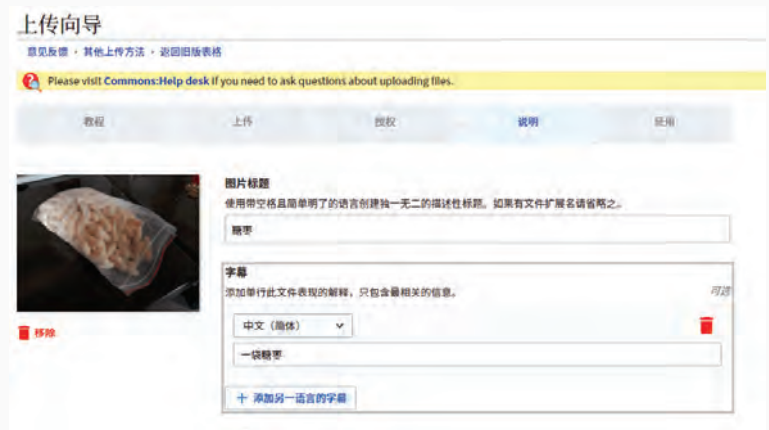 上传向导
意见反馈 · 其他上传方法 · 返回旧版表格
Please visit Commons:Help desk if you need to ask questions about uploading files.
教程 上传 授权 说明 使用
图片标题
使用带空格且简单明了的语言创建独一无二的描述性标题。如果有文件扩展名请省略之。
糖枣
字幕
添加单行此文件表现的解释，只包含最相关的信息。 可选
中文（简体）
移除
一袋糖枣
+ 添加另一语言的字幕